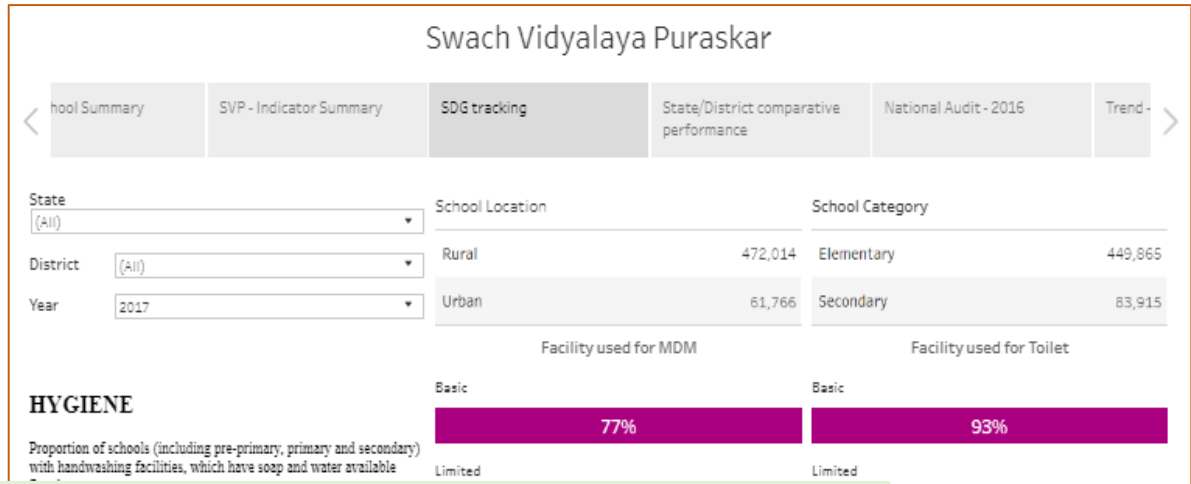 Swach Vidyalaya Puraskar
hool Summary
SVP - Indicator Summary
SDG tracking
State/District comparative
performance
National Audit - 2016
Trend -
State
(All)
District (All)
Year 2017
School Location
Rural 472,014
Urban 61,766
School Category
Elementary 449,865
Secondary 83,915
HYGIENE
Proportion of schools (including pre-primary, primary and secondary)
with handwashing facilities, which have soap and water available
Facility used for MDM
Basic
77%
Limited
Facility used for Toilet
Basic
93%
Limited